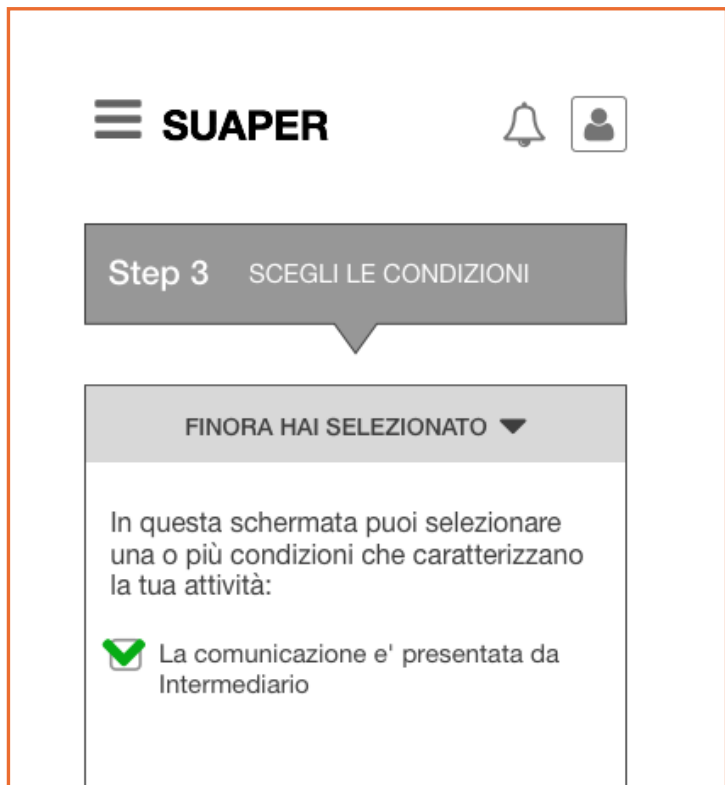 SUAPER
Step 3 SCEGLI LE CONDIZIONI
FINORA HAI SELEZIONATO
In questa schermata puoi selezionare
una o più condizioni che caratterizzano
la tua attività:
La comunicazione e' presentata da
Intermediario